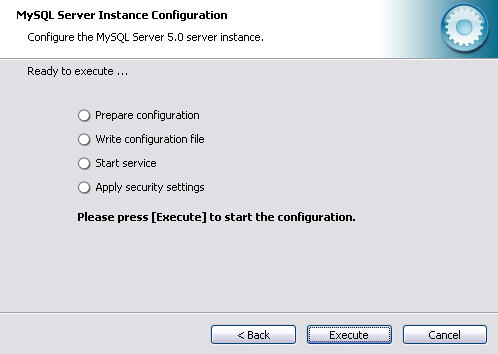 MySQL Server Instance Configuration
Configure the MySQL Server 5.0 server instance.
Ready to execute ...
Prepare configuration
Write configuration file
Start service
Apply security settings
Please press [Execute] to start the configuration.
< Back
Execute
Cancel